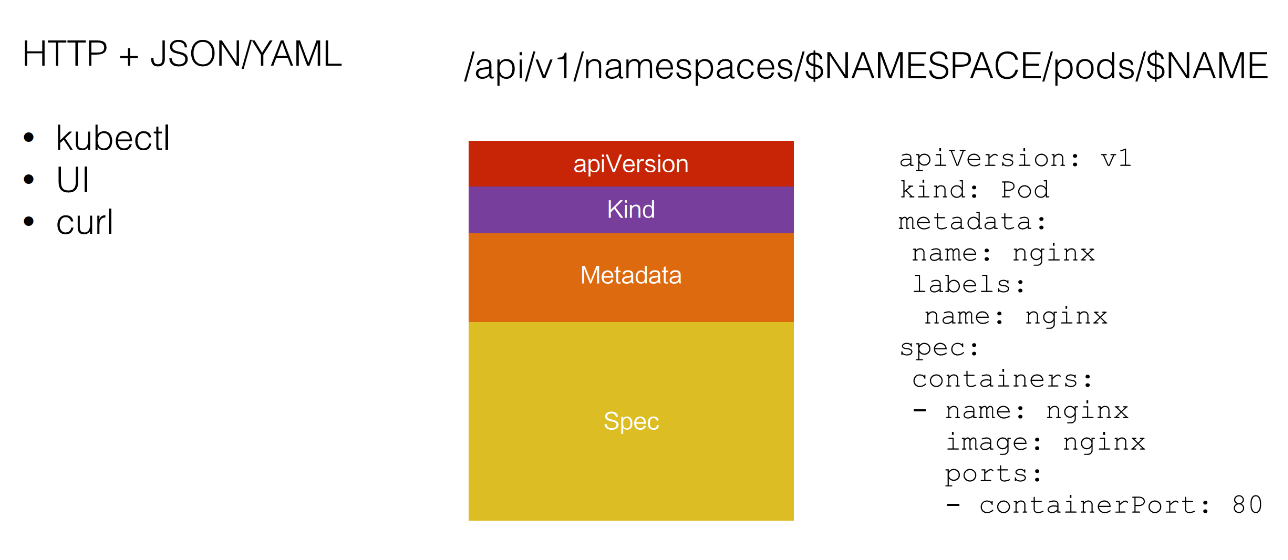 HTTP + JSON/YAML
• kubectl
• UI
• curl
/api/v1/namespaces/$NAMESPACE/pods/$NAME
apiVersion
Kind
Metadata
Spec
apiVersion: v1
kind: Pod
metadata:
 name: nginx
 labels:
  name: nginx
spec:
 containers:
 - name: nginx
   image: nginx
   ports:
   - containerPort: 80